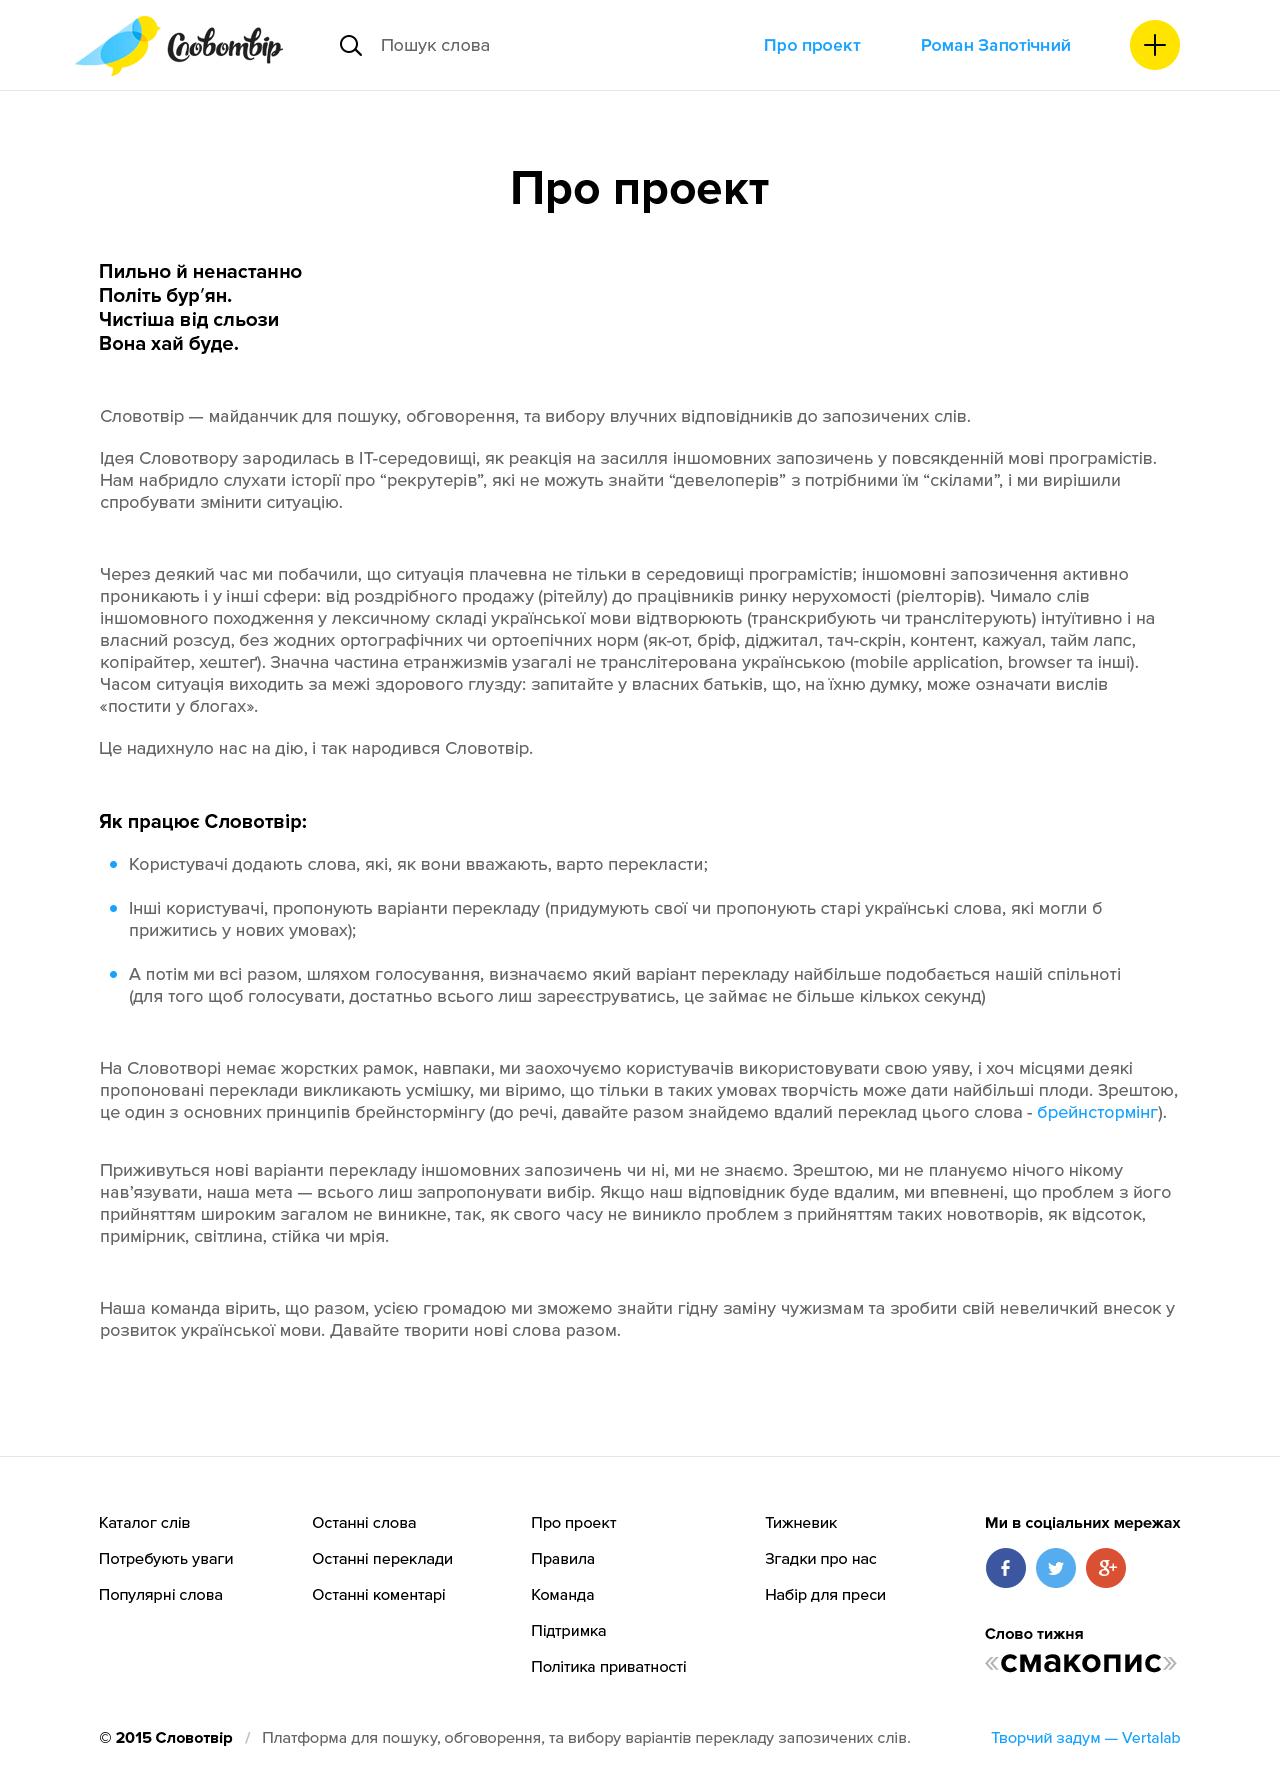 Словотвір
Пошук слова
Про проект
Роман Запотічний
Про проект
Пильно й ненастанно
Політь бур′ян.
Чистіша від сльози
Вона хай буде.
Словотвір — майданчик для пошуку, обговорення, та вибору влучних відповідників до запозичених слів.
Ідея Словотвору зародилась в ІТ-середовищі, як реакція на засилля іншомовних запозичень у повсякденній мові програмістів.
Нам набридло слухати історії про “рекрутерів”, які не можуть знайти “девелоперів” з потрібними їм “скілами”, і ми вирішили
спробувати змінити ситуацію.
Через деякий час ми побачили, що ситуація плачевна не тільки в середовищі програмістів; іншомовні запозичення активно
проникають і у інші сфери: від роздрібного продажу (рітейлу) до працівників ринку нерухомості (ріелторів). Чимало слів
іншомовного походження у лексичному складі української мови відтворюють (транскрибують чи транслітерують) інтуїтивно і на
власний розсуд, без жодних ортографічних чи ортоепічних норм (як-от, бріф, діджитал, тач-скрін, контент, кажуал, тайм лапс,
копірайтер, хештеґ). Значна частина етранжизмів узагалі не транслітерована українською (mobile application, browser та інші).
Часом ситуація виходить за межі здорового глузду: запитайте у власних батьків, що, на їхню думку, може означати вислів
«постити у блогах».
Це надихнуло нас на дію, і так народився Словотвір.
Як працює Словотвір:
Користувачі додають слова, які, як вони вважають, варто перекласти;
Інші користувачі, пропонують варіанти перекладу (придумують свої чи пропонують старі українські слова, які могли б
прижитись у нових умовах);
А потім ми всі разом, шляхом голосування, визначаємо який варіант перекладу найбільше подобається нашій спільноті
(для того щоб голосувати, достатньо всього лиш зареєструватись, це займає не більше кількох секунд)
На Словотворі немає жорстких рамок, навпаки, ми заохочуємо користувачів використовувати свою уяву, і хоч місцями деякі
пропоновані переклади викликають усмішку, ми віримо, що тільки в таких умовах творчість може дати найбільші плоди. Зрештою,
це один з основних принципів брейнстормінгу (до речі, давайте разом знайдемо вдалий переклад цього слова - брейнстормінг).
Приживуться нові варіанти перекладу іншомовних запозичень чи ні, ми не знаємо. Зрештою, ми не плануємо нічого нікому
нав’язувати, наша мета — всього лиш запропонувати вибір. Якщо наш відповідник буде вдалим, ми впевнені, що проблем з його
прийняттям широким загалом не виникне, так, як свого часу не виникло проблем з прийняттям таких новотворів, як відсоток,
примірник, світлина, стійка чи мрія.
Наша команда вірить, що разом, усією громадою ми зможемо знайти гідну заміну чужизмам та зробити свій невеличкий внесок у
розвиток української мови. Давайте творити нові слова разом.
Каталог слів
Потребують уваги
Популярні слова
Останні слова
Останні переклади
Останні коментарі
Про проект
Правила
Команда
Підтримка
Політика приватності
Тижневик
Згадки про нас
Набір для преси
Ми в соціальних мережах
Слово тижня
«смакопис»
© 2015 Словотвір / Платформа для пошуку, обговорення, та вибору варіантів перекладу запозичених слів.
Творчий задум — Vertalab